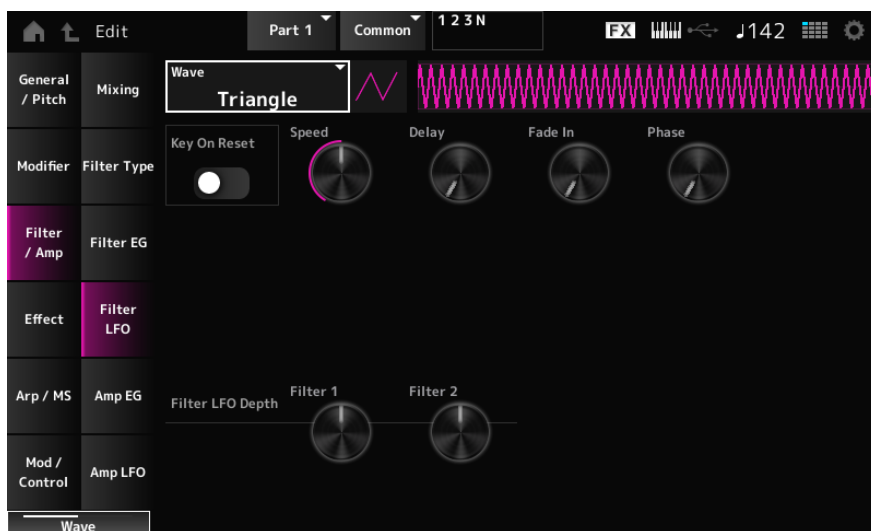 Edit
Part 1
Common
1 2 3 N
FX
♩142
General
/ Pitch
Mixing
Wave
Triangle
Key On Reset
Speed
Delay
Fade In
Phase
Modifier
Filter Type
Filter
/ Amp
Filter EG
Effect
Filter
LFO
Arp / MS
Amp EG
Filter LFO Depth
Filter 1
Filter 2
Mod /
Control
Amp LFO
Wave